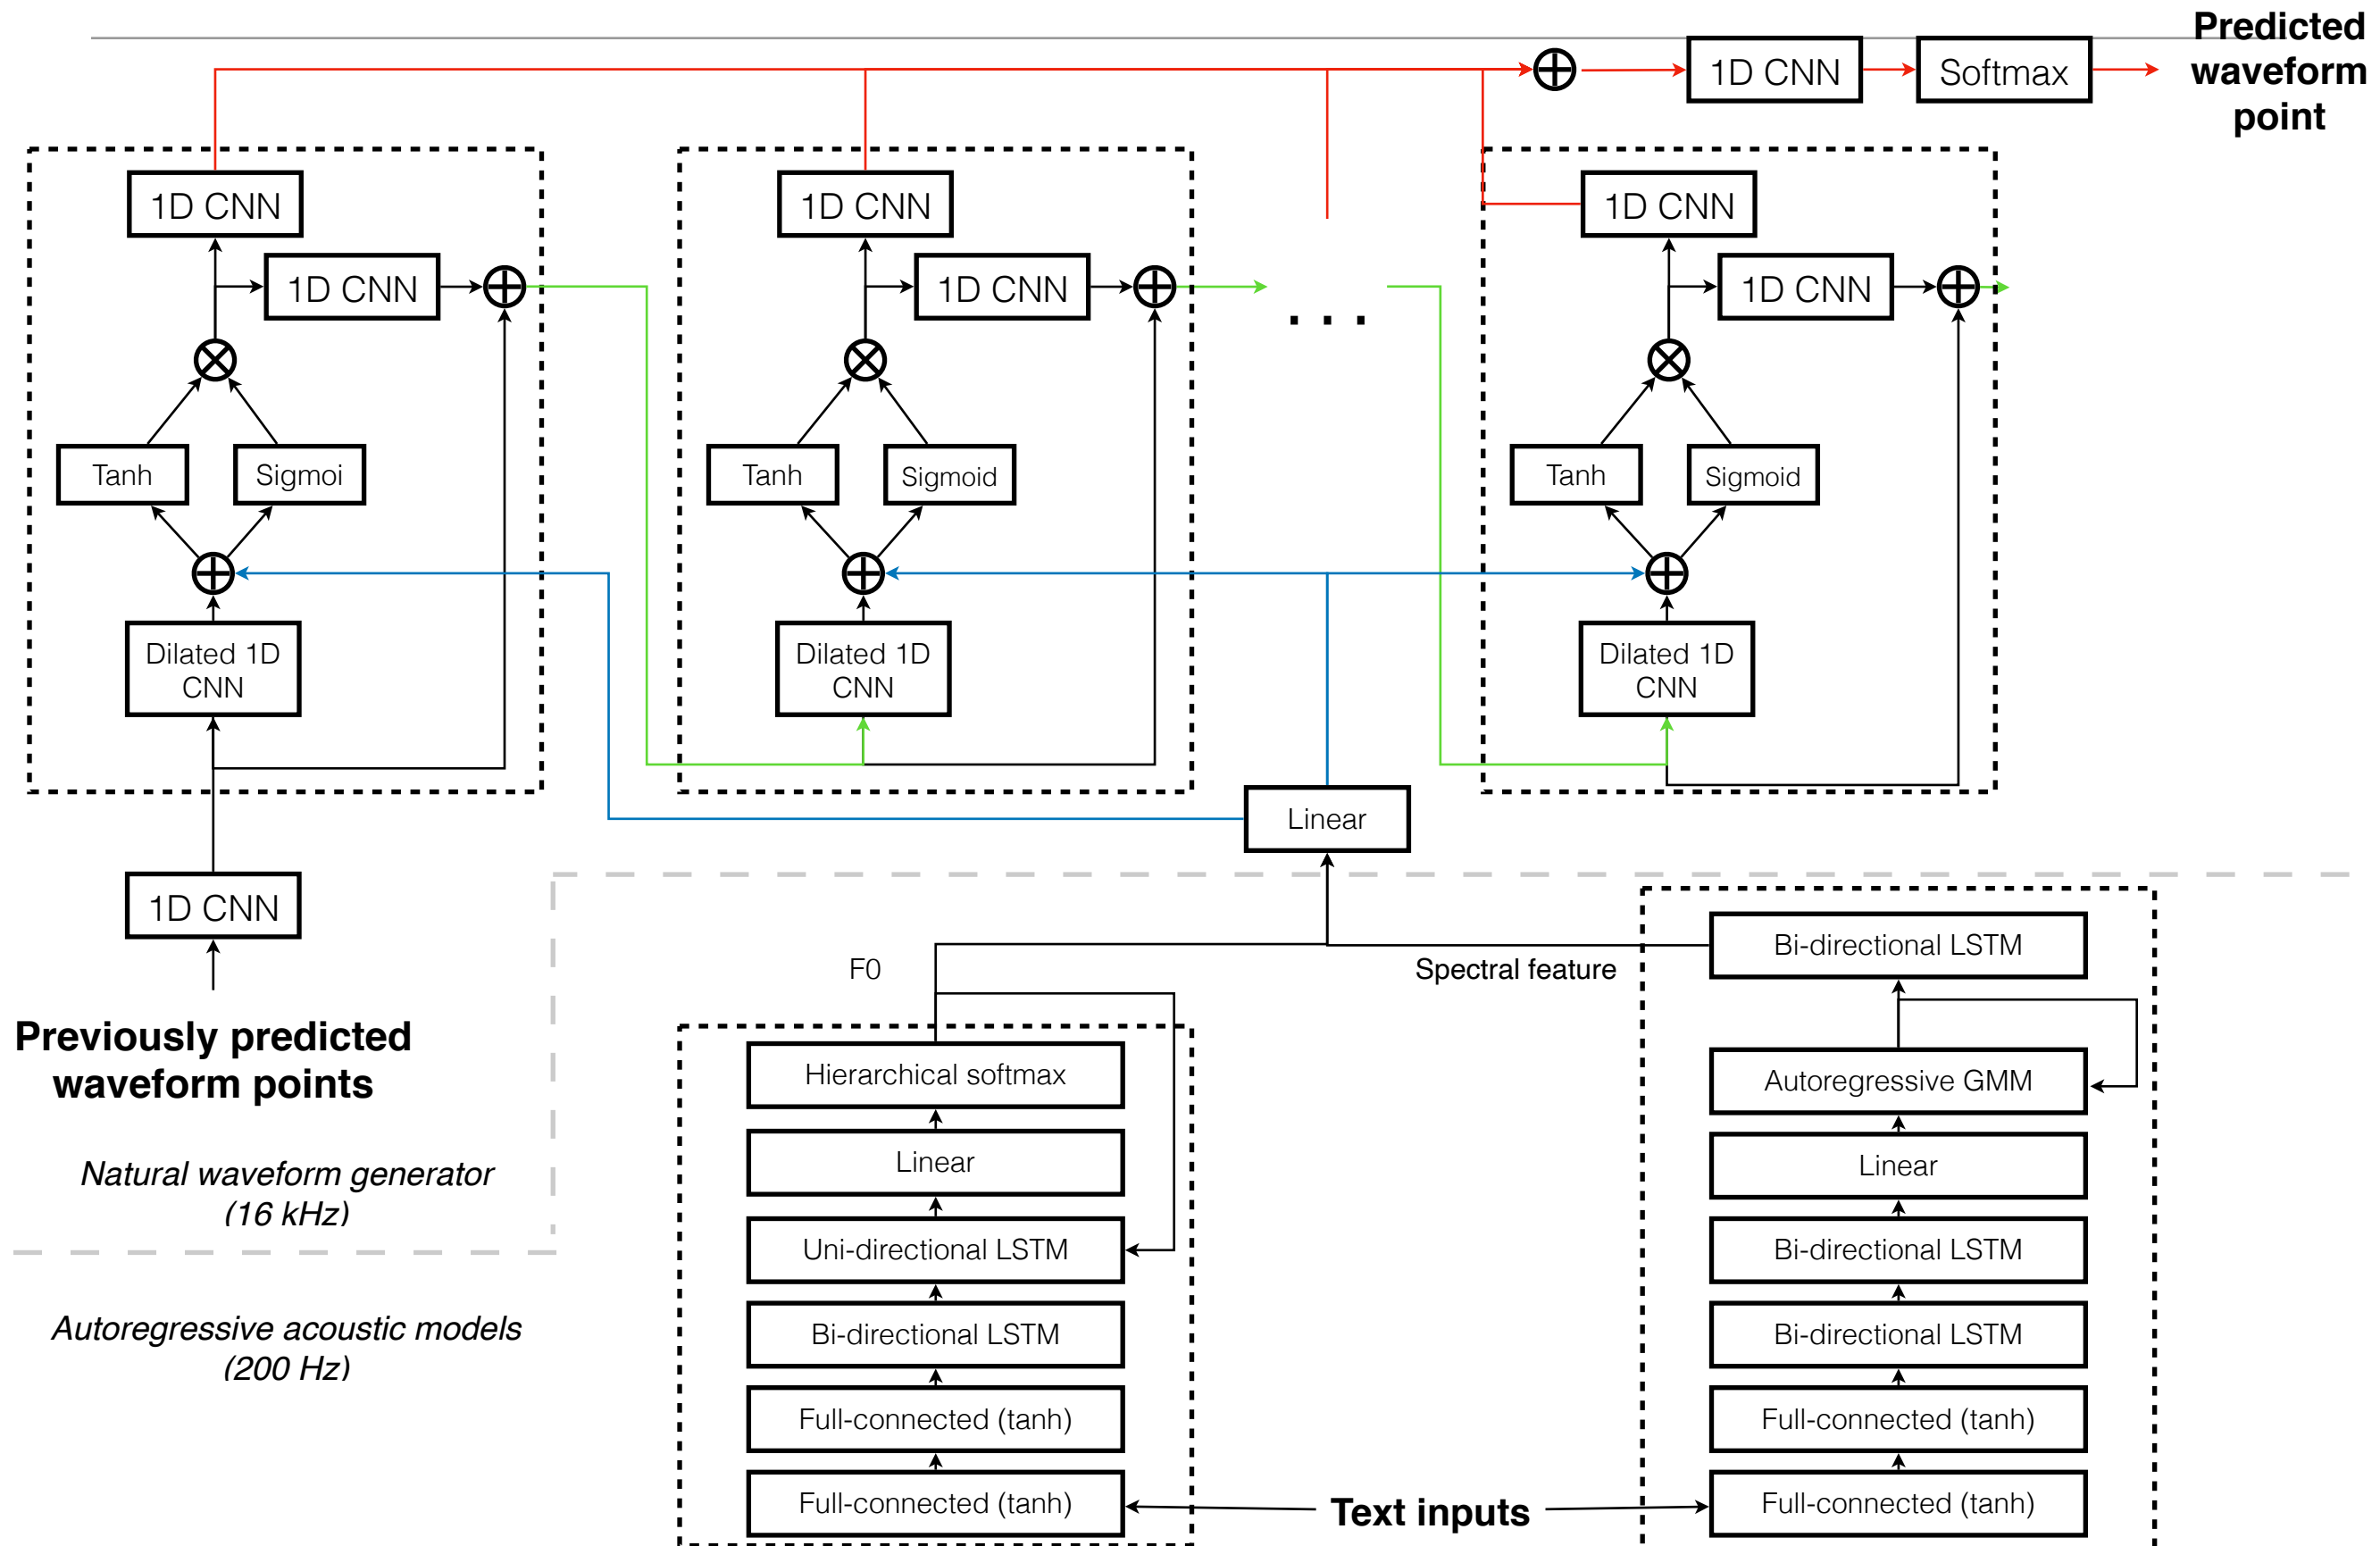 Predicted
waveform
point
1D CNN
Softmax
1D CNN
1D CNN
Tanh
Sigmoi
Dilated 1D
CNN
1D CNN
1D CNN
Tanh
Sigmoid
Dilated 1D
CNN
. . .
1D CNN
1D CNN
Tanh
Sigmoid
Dilated 1D
CNN
Linear
1D CNN
Previously predicted
waveform points
Natural waveform generator
(16 kHz)
Autoregressive acoustic models
(200 Hz)
F0
Spectral feature
Hierarchical softmax
Linear
Uni-directional LSTM
Bi-directional LSTM
Full-connected (tanh)
Full-connected (tanh)
Text inputs
Bi-directional LSTM
Autoregressive GMM
Linear
Bi-directional LSTM
Bi-directional LSTM
Full-connected (tanh)
Full-connected (tanh)